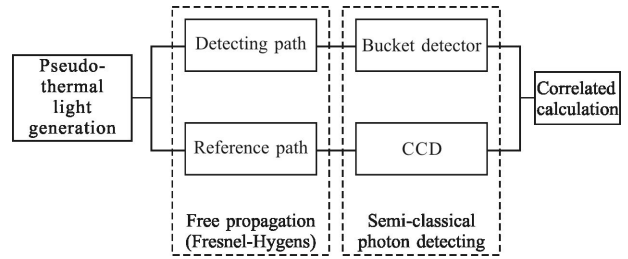 Pseudo-
thermal
light
generation
Detecting path
Bucket detector
Reference path
CCD
Correlated
calculation
Free propagation
(Fresnel-Hygens)
Semi-classical
photon detecting